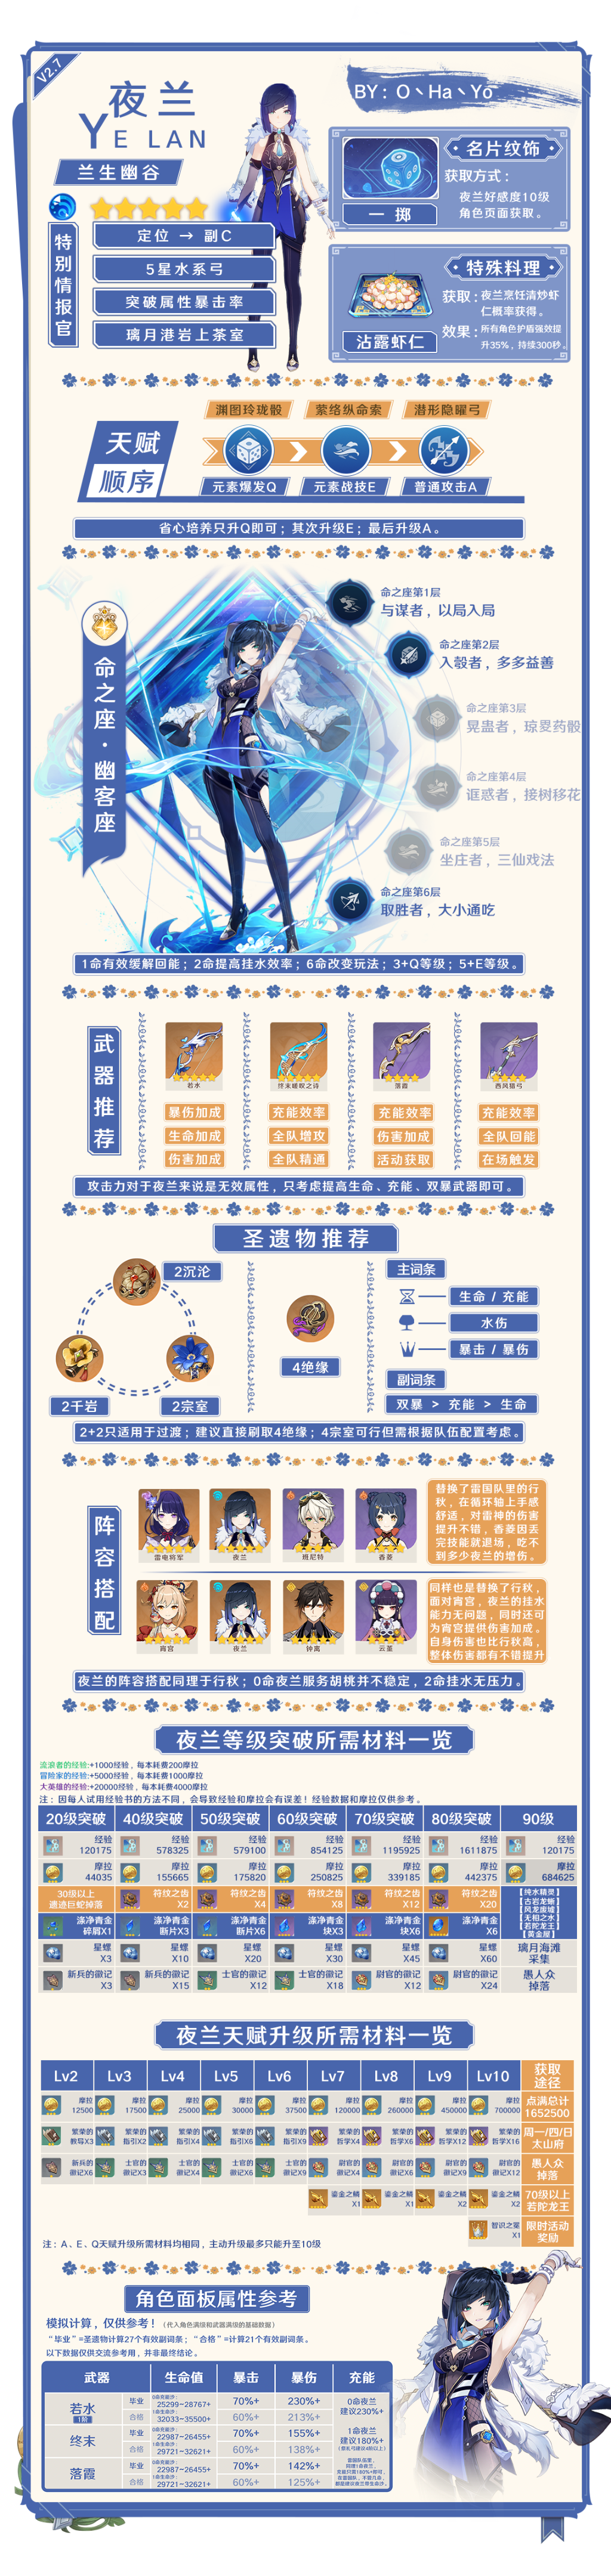 V2.7
夜兰
YE LAN
BY：O丶Ha丶Yo
兰生幽谷
特别情报官
定位 → 副C
5星水系弓
突破属性暴击率
璃月港岩上茶室
名片纹饰
获取方式：
夜兰好感度10级
角色页面获取。
一掷
特殊料理
获取：夜兰烹饪清炒虾
仁概率获得。
效果：所有角色护盾强效提
升35%，持续300秒。
沾露虾仁
天赋
顺序
渊图玲珑骰
萦络纵命索
潜形隐曜弓
元素爆发Q
元素战技E
普通攻击A
省心培养只升Q即可；其次升级E；最后升级A。
命之座·幽客座
命之座第1层
与谋者，以局入局
命之座第2层
入彀者，多多益善
命之座第3层
晃蛊者，琼畟药骰
命之座第4层
诓惑者，接树移花
命之座第5层
坐庄者，三仙戏法
命之座第6层
取胜者，大小通吃
1命有效缓解回能；2命提高挂水效率；6命改变玩法；3+Q等级；5+E等级。
武器推荐
若水
终末嗟叹之诗
落霞
西风猎弓
暴伤加成
充能效率
充能效率
充能效率
生命加成
全队增攻
伤害加成
全队回能
伤害加成
全队精通
活动获取
在场触发
攻击力对于夜兰来说是无效属性，只考虑提高生命、充能、双暴武器即可。
圣遗物推荐
2沉沦
2千岩
2宗室
4绝缘
主词条
生命 / 充能
水伤
暴击 / 暴伤
副词条
双暴 > 充能 > 生命
2+2只适用于过渡；建议直接刷取4绝缘；4宗室可行但需根据队伍配置考虑。
阵容搭配
雷电将军
夜兰
班尼特
香菱
替换了雷国队里的行
秋，在循环轴上手感
舒适，对雷神的伤害
提升不错，香菱因丢
完技能就退场，吃不
到多少夜兰的增伤。
宵宫
夜兰
钟离
云堇
同样也是替换了行秋，
面对宵宫，夜兰的挂水
能力无问题，同时还可
为宵宫提供伤害加成。
自身伤害也比行秋高，
整体伤害都有不错提升
夜兰的阵容搭配同理于行秋；0命夜兰服务胡桃并不稳定，2命挂水无压力。
夜兰等级突破所需材料一览
流浪者的经验:+1000经验，每本耗费200摩拉
冒险家的经验:+5000经验，每本耗费1000摩拉
大英雄的经验:+20000经验，每本耗费4000摩拉
注：因每人试用经验书的方法不同，会导致经验和摩拉会有误差！经验数据和摩拉仅供参考。
20级突破 40级突破 50级突破 60级突破 70级突破 80级突破 90级
经验 经验 经验 经验 经验 经验 经验
120175 578325 579100 854125 1195925 1611875 120175
摩拉 摩拉 摩拉 摩拉 摩拉 摩拉 摩拉
44035 155665 175820 250825 339185 442375 684625
30级以上
遗迹巨蛇掉落
符纹之齿 符纹之齿 符纹之齿 符纹之齿 符纹之齿
X2 X4 X8 X12 X20
【纯水精灵】
【古岩龙蜥】
【风龙废墟】
【无相之水】
【若陀龙王】
【黄金屋】
涤净青金 涤净青金 涤净青金 涤净青金 涤净青金 涤净青金
碎屑X1 断片X3 断片X6 块X3 块X6 X6
星螺 星螺 星螺 星螺 星螺 星螺 璃月海滩
X3 X10 X20 X30 X45 X60 采集
新兵的徽记 新兵的徽记 士官的徽记 士官的徽记 尉官的徽记 尉官的徽记 愚人众
X3 X15 X12 X18 X12 X24 掉落
夜兰天赋升级所需材料一览
Lv2 Lv3 Lv4 Lv5 Lv6 Lv7 Lv8 Lv9 Lv10 获取
途径
摩拉 摩拉 摩拉 摩拉 摩拉 摩拉 摩拉 摩拉 摩拉 点满总计
12500 17500 25000 30000 37500 120000 260000 450000 700000 1652500
繁荣的 繁荣的 繁荣的 繁荣的 繁荣的 繁荣的 繁荣的 繁荣的 繁荣的 周一/四/日
教导X3 指引X2 指引X4 指引X6 指引X9 哲学X4 哲学X6 哲学X12 哲学X16 太山府
新兵的 士官的 士官的 士官的 士官的 尉官的 尉官的 尉官的 尉官的 愚人众
徽记X6 徽记X3 徽记X4 徽记X6 徽记X9 徽记X4 徽记X6 徽记X9 徽记X12 掉落
鎏金之鳞 鎏金之鳞 鎏金之鳞 鎏金之鳞 70级以上
X1 X1 X2 X2 若陀龙王
智识之冕 限时活动
X1 奖励
注：A、E、Q天赋升级所需材料均相同，主动升级最多只能升至10级
角色面板属性参考
模拟计算，仅供参考！（代入角色满级和武器满级的基础数据）
“毕业”=圣遗物计算27个有效副词条；“合格”=计算21个有效副词条。
以下数据仅供交流参考用，并非最终结论。
武器 生命值 暴击 暴伤 充能
若水
1阶
毕业 25299~28767+ 70%+ 230%+
合格 32033~35500+ 60%+ 213%+
0命夜兰
建议230%+
终末
毕业 22987~26455+ 70%+ 155%+
合格 29721~32621+ 60%+ 138%+
1命夜兰
建议180%+
落霞
毕业 22987~26455+ 70%+ 142%+
合格 29721~32621+ 60%+ 125%+